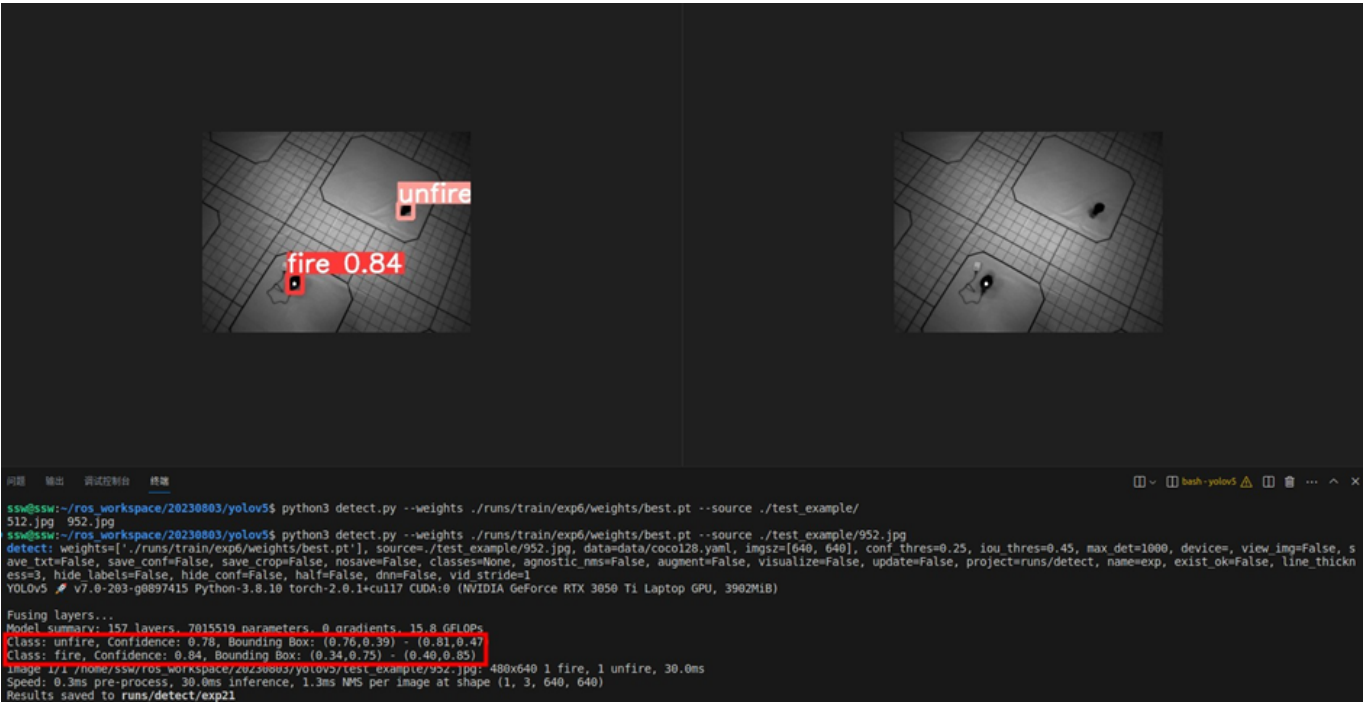 unfire
fire 0.84
问题 输出 调试控制台 终端
bash - yolov5
ssw@ssw:~/ros_workspace/20230803/yolov5$ python3 detect.py --weights ./runs/train/exp6/weights/best.pt --source ./test_example/
512.jpg 952.jpg
ssw@ssw:~/ros_workspace/20230803/yolov5$ python3 detect.py --weights ./runs/train/exp6/weights/best.pt --source ./test_example/952.jpg
detect: weights=['./runs/train/exp6/weights/best.pt'], source=./test_example/952.jpg, data=data/coco128.yaml, imgsz=[640, 640], conf_thres=0.25, iou_thres=0.45, max_det=1000, device=, view_img=False, s
ave_txt=False, save_conf=False, save_crop=False, nosave=False, classes=None, agnostic_nms=False, augment=False, visualize=False, update=False, project=runs/detect, name=exp, exist_ok=False, line_thickn
ess=3, hide_labels=False, hide_conf=False, half=False, dnn=False, vid_stride=1
YOLOv5 🚀 v7.0-203-g0897415 Python-3.8.10 torch-2.0.1+cu117 CUDA:0 (NVIDIA GeForce RTX 3050 Ti Laptop GPU, 3902MiB)
Fusing layers...
Model summary: 157 layers, 7015519 parameters, 0 gradients, 15.8 GFLOPs
Class: unfire, Confidence: 0.78, Bounding Box: (0.76,0.39) - (0.81,0.47
Class: fire, Confidence: 0.84, Bounding Box: (0.34,0.75) - (0.40,0.85)
image 1/1 /home/ssw/ros_workspace/20230803/yolov5/test_example/952.jpg: 480x640 1 fire, 1 unfire, 30.0ms
Speed: 0.3ms pre-process, 30.0ms inference, 1.3ms NMS per image at shape (1, 3, 640, 640)
Results saved to runs/detect/exp21